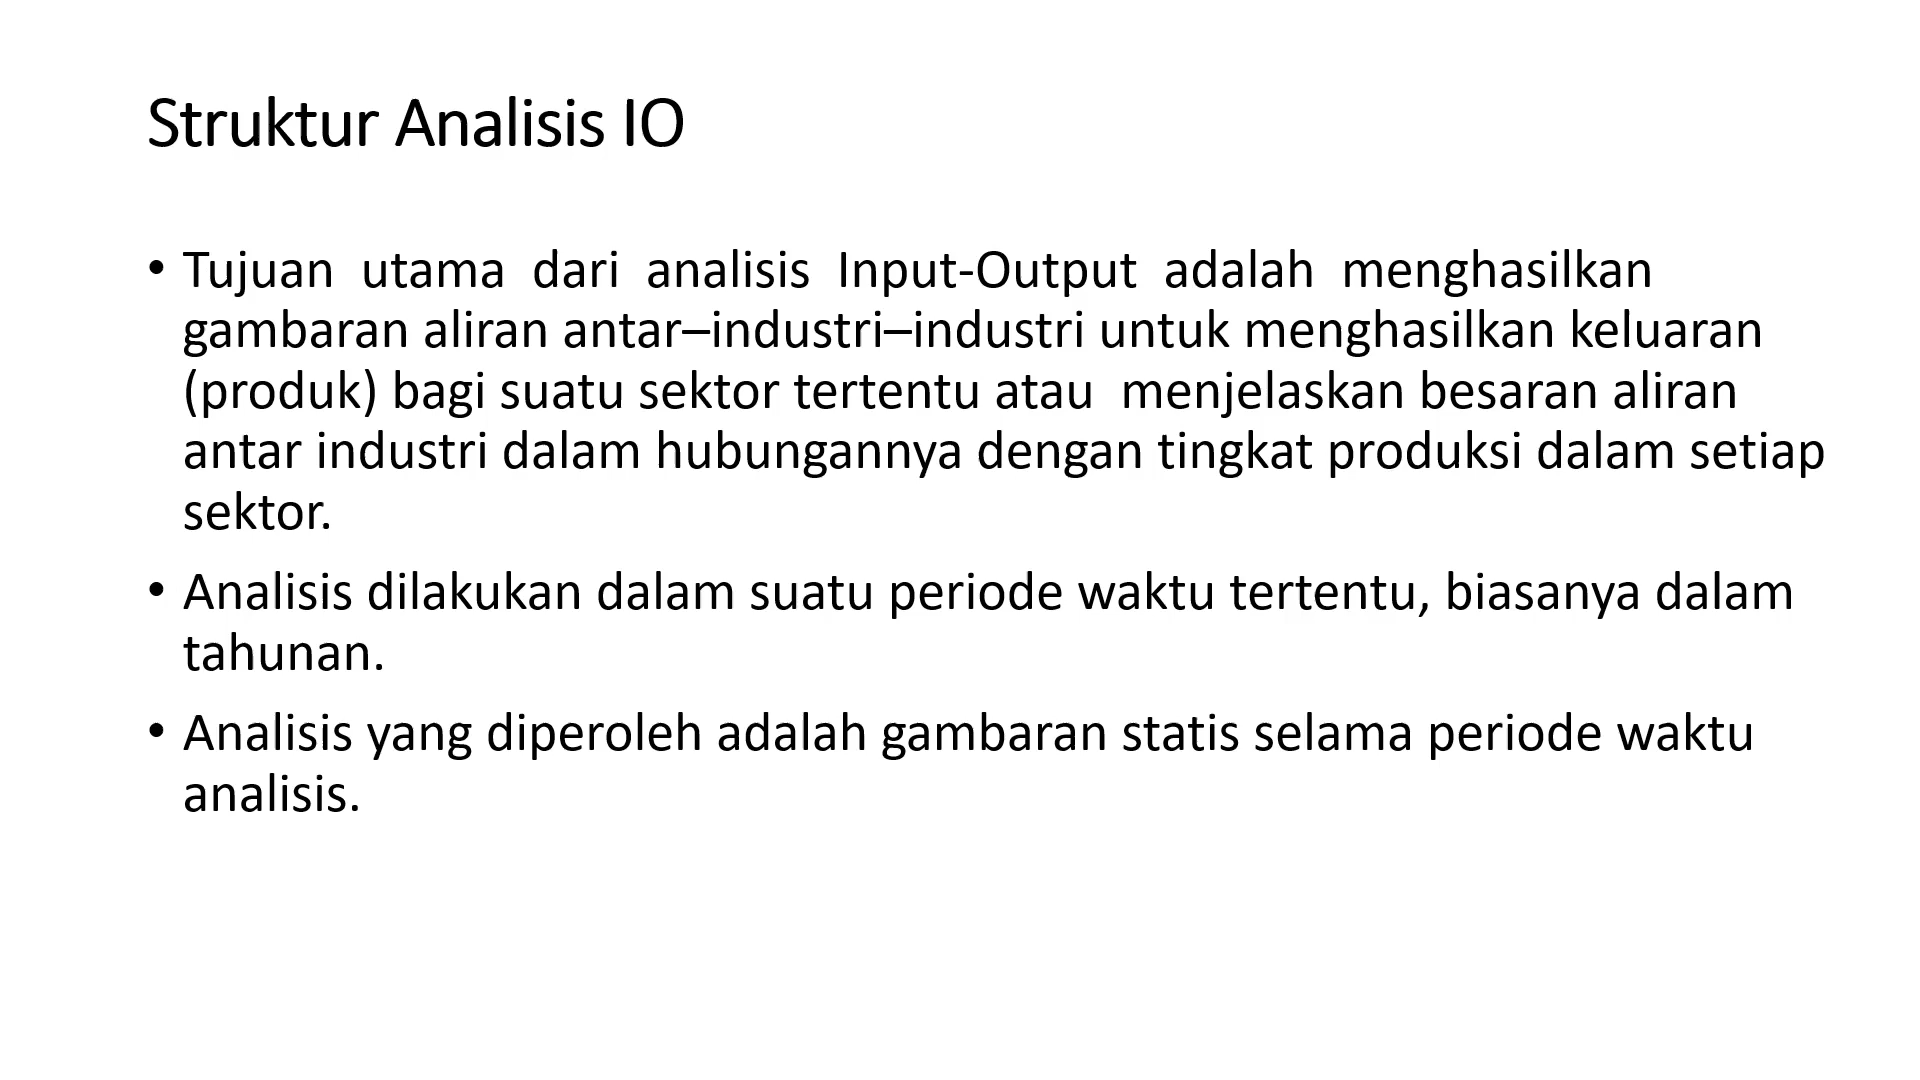 Struktur Analisis IO
• Tujuan utama dari analisis Input-Output adalah menghasilkan
gambaran aliran antar–industri–industri untuk menghasilkan keluaran
(produk) bagi suatu sektor tertentu atau menjelaskan besaran aliran
antar industri dalam hubungannya dengan tingkat produksi dalam setiap
sektor.
• Analisis dilakukan dalam suatu periode waktu tertentu, biasanya dalam
tahunan.
• Analisis yang diperoleh adalah gambaran statis selama periode waktu
analisis.